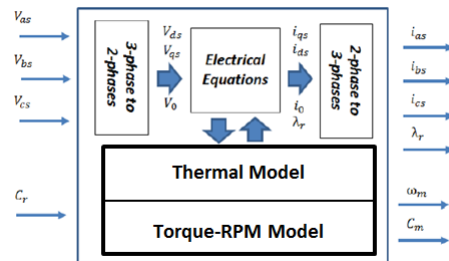 V_as
V_bs
V_cs
C_r
3-phase to
2-phases
V_ds
V_qs
V_0
Electrical
Equations
i_qs
i_ds
i_0
λ_r
2-phase to
3-phases
Thermal Model
Torque-RPM Model
i_as
i_bs
i_cs
λ_r
ω_m
C_m